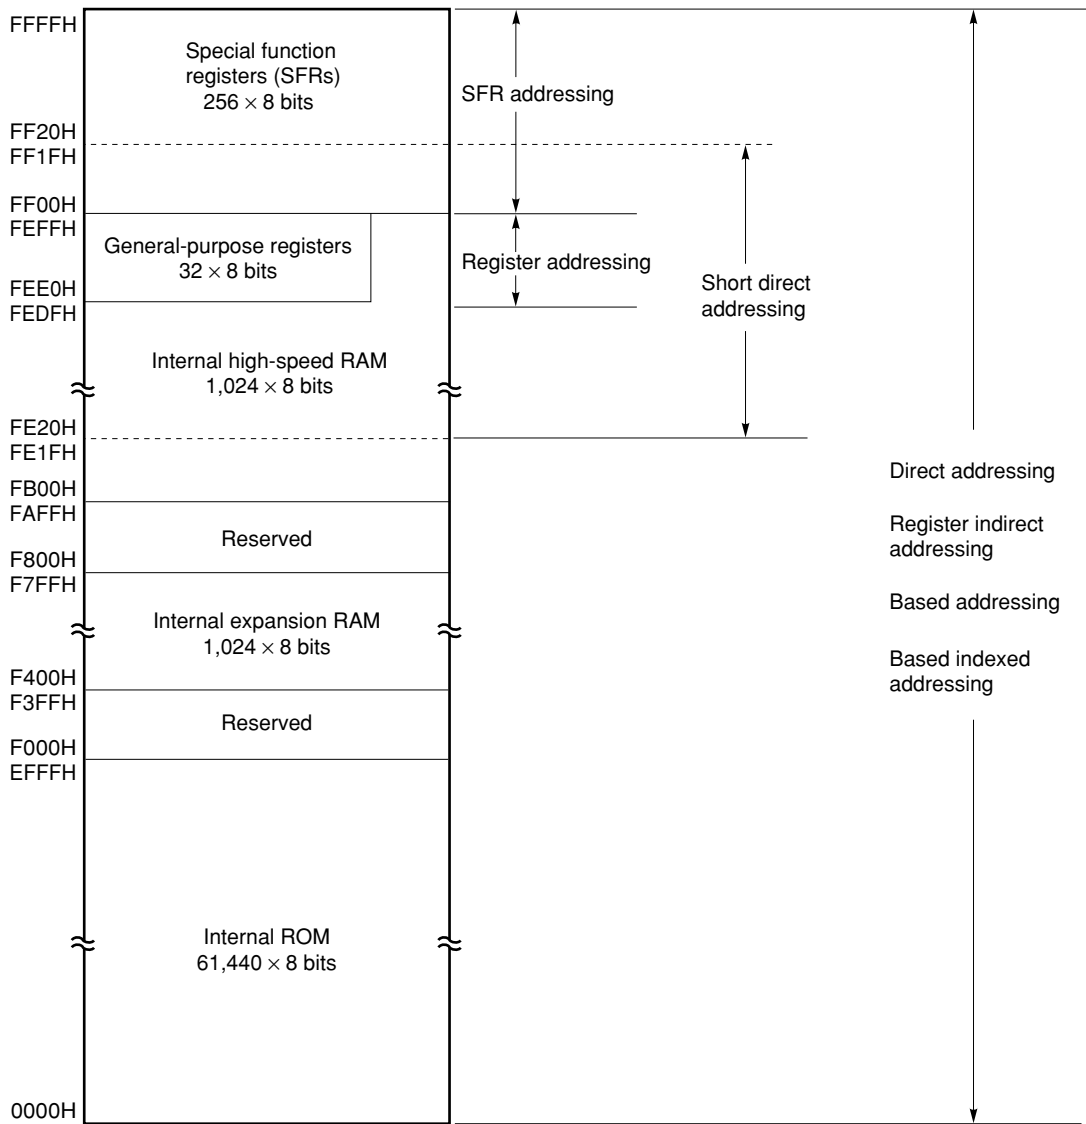 FFFFH
Special function
registers (SFRs)
256 × 8 bits
SFR addressing
FF20H
FF1FH
FF00H
FEFFH
General-purpose registers
32 × 8 bits
Register addressing
Short direct
addressing
FEE0H
FEDFH
Internal high-speed RAM
1,024 × 8 bits
FE20H
FE1FH
FB00H
FAFFH
Reserved
F800H
F7FFH
Internal expansion RAM
1,024 × 8 bits
F400H
F3FFH
Reserved
F000H
EFFFH
Direct addressing
Register indirect
addressing
Based addressing
Based indexed
addressing
Internal ROM
61,440 × 8 bits
0000H